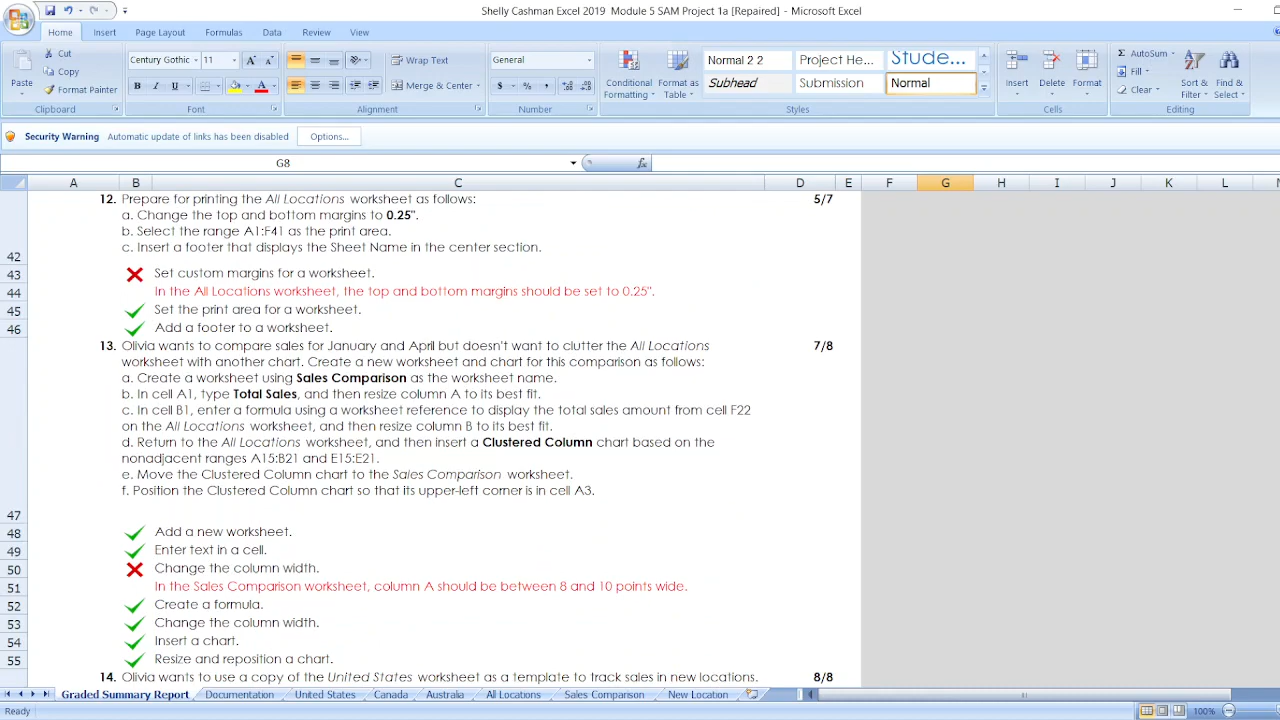 Shelly Cashman Excel 2019 Module 5 SAM Project 1a [Repaired] - Microsoft Excel
Home Insert Page Layout Formulas Data Review View
Paste
Cut
Copy
Format Painter
Clipboard
Century Gothic 11
B I U
Font
Wrap Text
Merge & Center
Alignment
General
$ % ,
Number
Conditional Formatting
Format as Table
Normal 2 2 Project He... Stude...
Subhead Submission Normal
Styles
Insert Delete Format
Cells
AutoSum
Fill
Clear
Sort & Filter
Find & Select
Editing
Security Warning Automatic update of links has been disabled Options...
G8 fx
A B C D E F G H I J K L
12. Prepare for printing the All Locations worksheet as follows: 5/7
a. Change the top and bottom margins to 0.25".
b. Select the range A1:F41 as the print area.
42 c. Insert a footer that displays the Sheet Name in the center section.
43 Set custom margins for a worksheet.
44 In the All Locations worksheet, the top and bottom margins should be set to 0.25".
45 Set the print area for a worksheet.
46 Add a footer to a worksheet.
13. Olivia wants to compare sales for January and April but doesn't want to clutter the All Locations 7/8
worksheet with another chart. Create a new worksheet and chart for this comparison as follows:
a. Create a worksheet using Sales Comparison as the worksheet name.
b. In cell A1, type Total Sales, and then resize column A to its best fit.
c. In cell B1, enter a formula using a worksheet reference to display the total sales amount from cell F22
on the All Locations worksheet, and then resize column B to its best fit.
d. Return to the All Locations worksheet, and then insert a Clustered Column chart based on the
nonadjacent ranges A15:B21 and E15:E21.
e. Move the Clustered Column chart to the Sales Comparison worksheet.
f. Position the Clustered Column chart so that its upper-left corner is in cell A3.
47
48 Add a new worksheet.
49 Enter text in a cell.
50 Change the column width.
51 In the Sales Comparison worksheet, column A should be between 8 and 10 points wide.
52 Create a formula.
53 Change the column width.
54 Insert a chart.
55 Resize and reposition a chart.
14. Olivia wants to use a copy of the United States worksheet as a template to track sales in new locations. 8/8
Graded Summary Report Documentation United States Canada Australia All Locations Sales Comparison New Location
Ready 100%